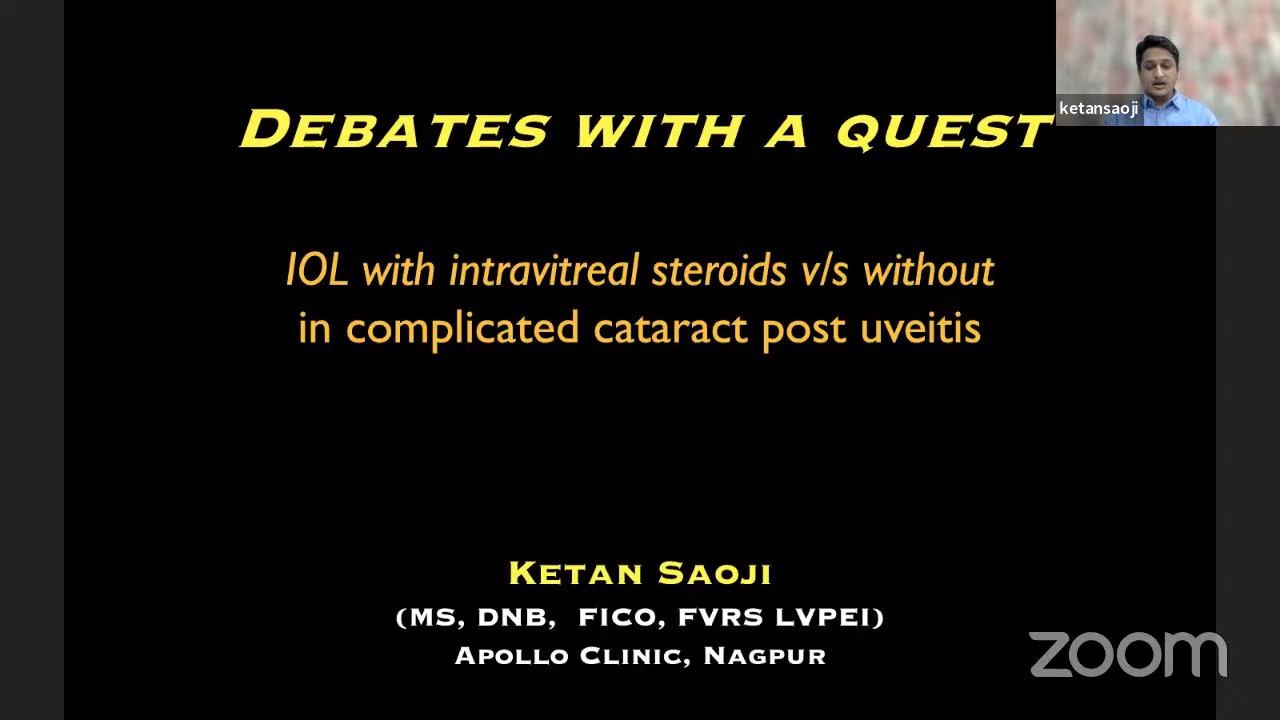 ketansaoji
DEBATES WITH A QUEST
IOL with intravitreal steroids v/s without
in complicated cataract post uveitis
KETAN SAOJI
(MS, DNB, FICO, FVRS LVPEI)
APOLLO CLINIC, NAGPUR
zoom